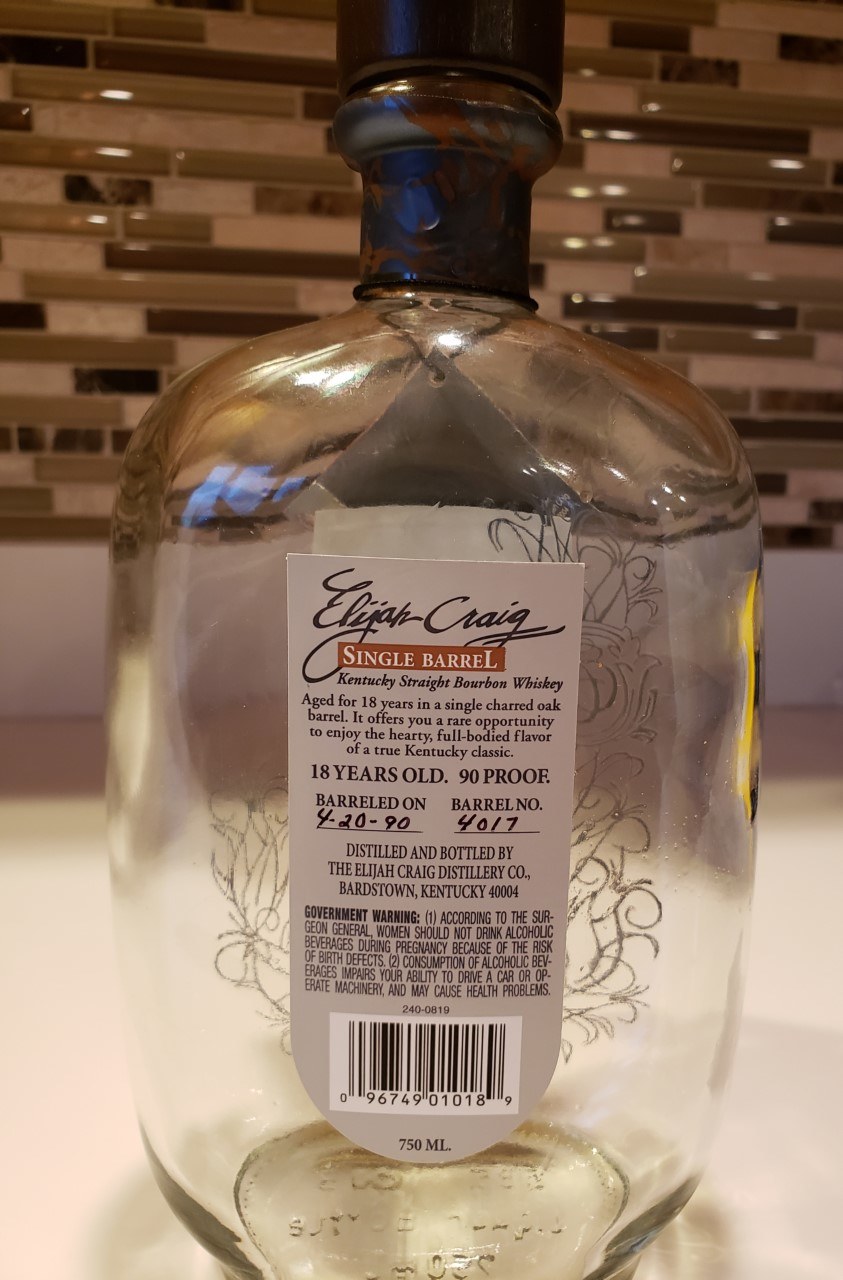 Elijah Craig
SINGLE BARREL
Kentucky Straight Bourbon Whiskey
Aged for 18 years in a single charred oak
barrel. It offers you a rare opportunity
to enjoy the hearty, full-bodied flavor
of a true Kentucky classic.
18 YEARS OLD. 90 PROOF.
BARRELED ON BARREL NO.
4-20-90 4017
DISTILLED AND BOTTLED BY
THE ELIJAH CRAIG DISTILLERY CO.,
BARDSTOWN, KENTUCKY 40004
GOVERNMENT WARNING: (1) ACCORDING TO THE SUR-
GEON GENERAL, WOMEN SHOULD NOT DRINK ALCOHOLIC
BEVERAGES DURING PREGNANCY BECAUSE OF THE RISK
OF BIRTH DEFECTS. (2) CONSUMPTION OF ALCOHOLIC BEV-
ERAGES IMPAIRS YOUR ABILITY TO DRIVE A CAR OR OP-
ERATE MACHINERY, AND MAY CAUSE HEALTH PROBLEMS.
240-0819
0 96749 01018 9
750 ML.